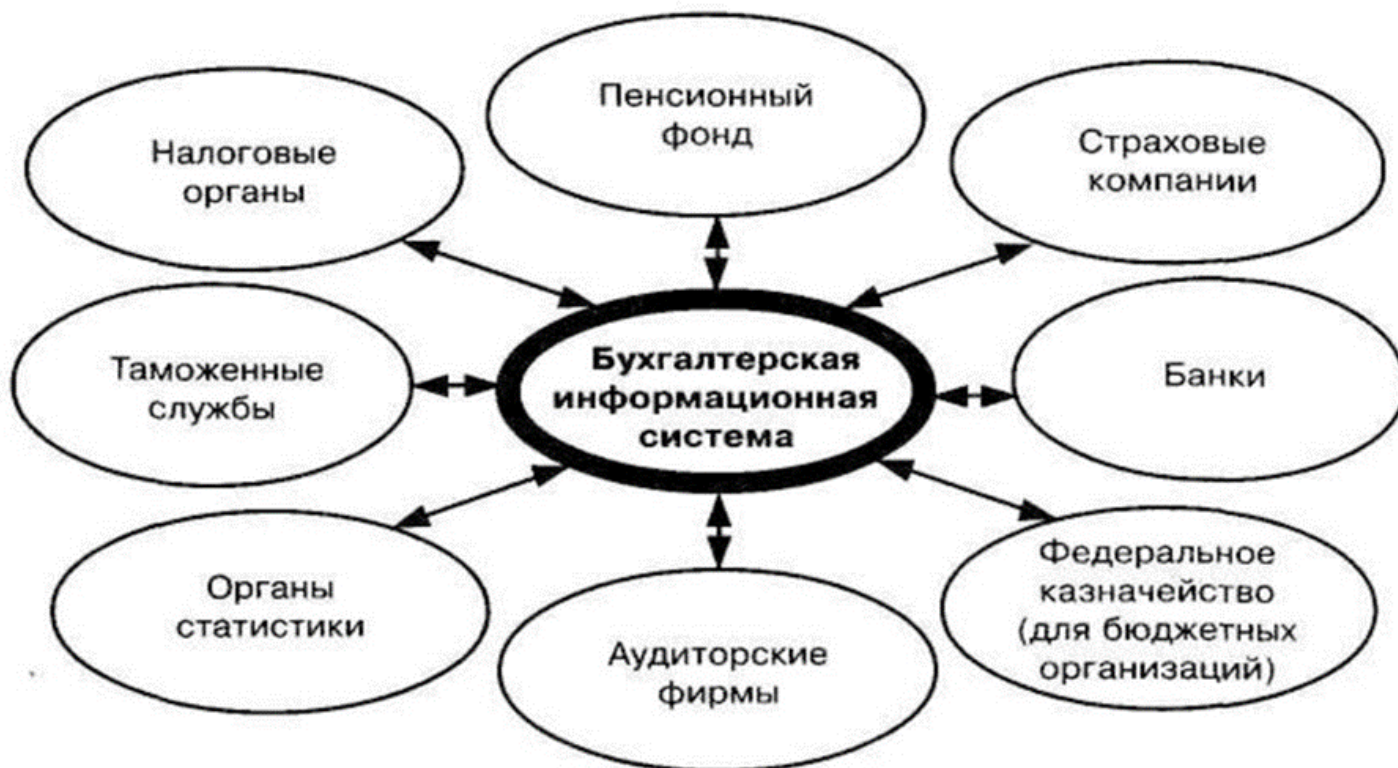 Пенсионный
фонд
Налоговые
органы
Страховые
компании
Таможенные
службы
Бухгалтерская
информационная
система
Банки
Органы
статистики
Аудиторские
фирмы
Федеральное
казначейство
(для бюджетных
организаций)